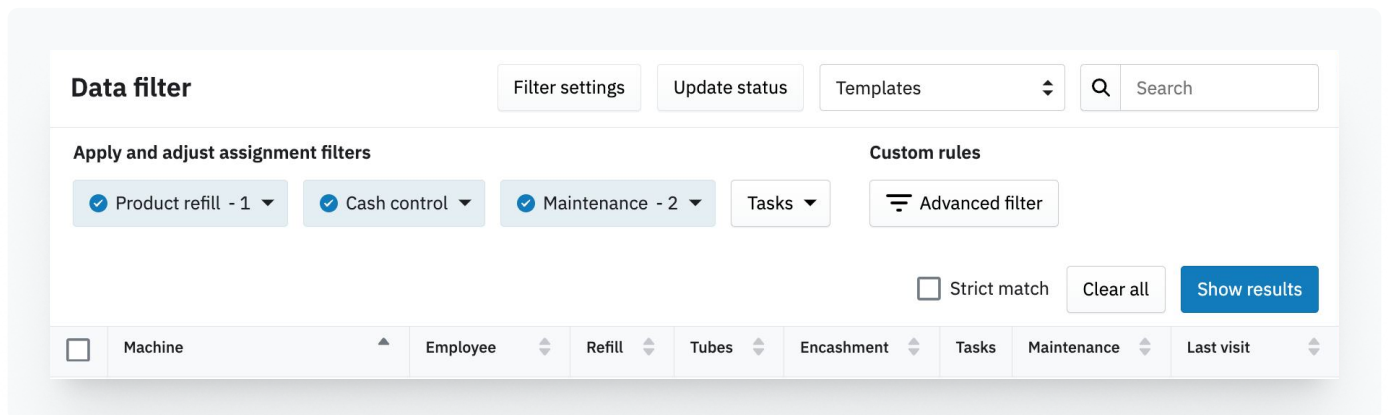 Data filter Filter settings Update status Templates Search
Apply and adjust assignment filters Custom rules
Product refill - 1 Cash control Maintenance - 2 Tasks Advanced filter
Strict match Clear all Show results
Machine Employee Refill Tubes Encashment Tasks Maintenance Last visit